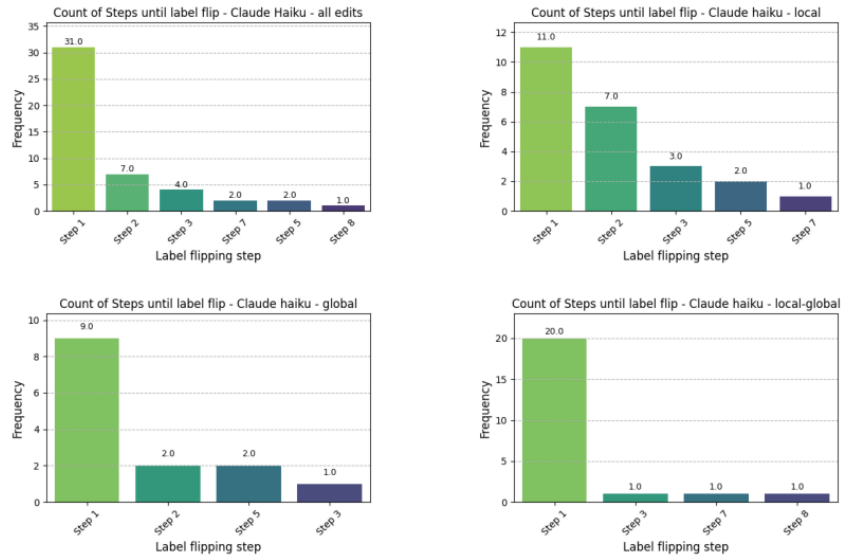 Count of Steps until label flip - Claude Haiku - all edits
Frequency
35
30
25
20
15
10
5
0
31.0
7.0
4.0
2.0
2.0
1.0
Step 1
Step 2
Step 3
Step 7
Step 5
Step 8
Label flipping step
Count of Steps until label flip - Claude haiku - local
Frequency
12
10
8
6
4
2
0
11.0
7.0
3.0
2.0
1.0
Step 1
Step 2
Step 3
Step 5
Step 7
Label flipping step
Count of Steps until label flip - Claude haiku - global
Frequency
10
8
6
4
2
0
9.0
2.0
2.0
1.0
Step 1
Step 2
Step 5
Step 3
Label flipping step
Count of Steps until label flip - Claude haiku - local-global
Frequency
20
15
10
5
0
20.0
1.0
1.0
1.0
Step 1
Step 3
Step 7
Step 8
Label flipping step